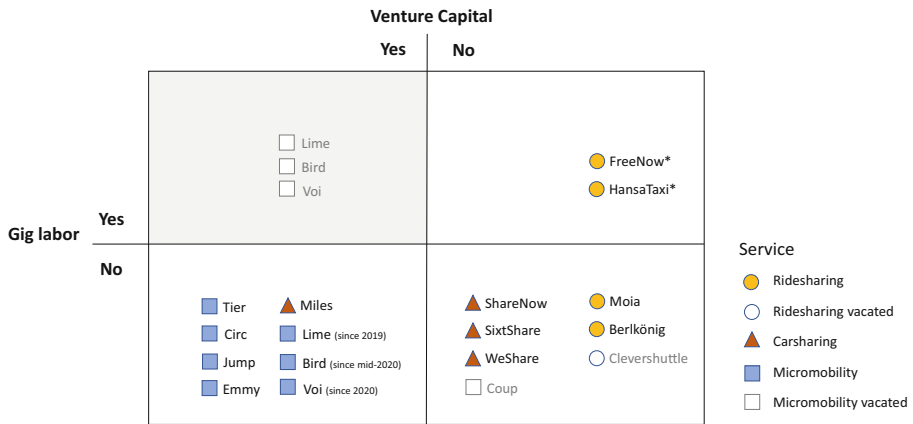 Venture Capital
Yes No
Lime
Bird
Voi
FreeNow*
HansaTaxi*
Yes
Gig labor
No
Tier Miles
Circ Lime (since 2019)
Jump Bird (since mid-2020)
Emmy Voi (since 2020)
ShareNow Moia
SixtShare Berlkönig
WeShare Clevershuttle
Coup
Service
Ridesharing
Ridesharing vacated
Carsharing
Micromobility
Micromobility vacated